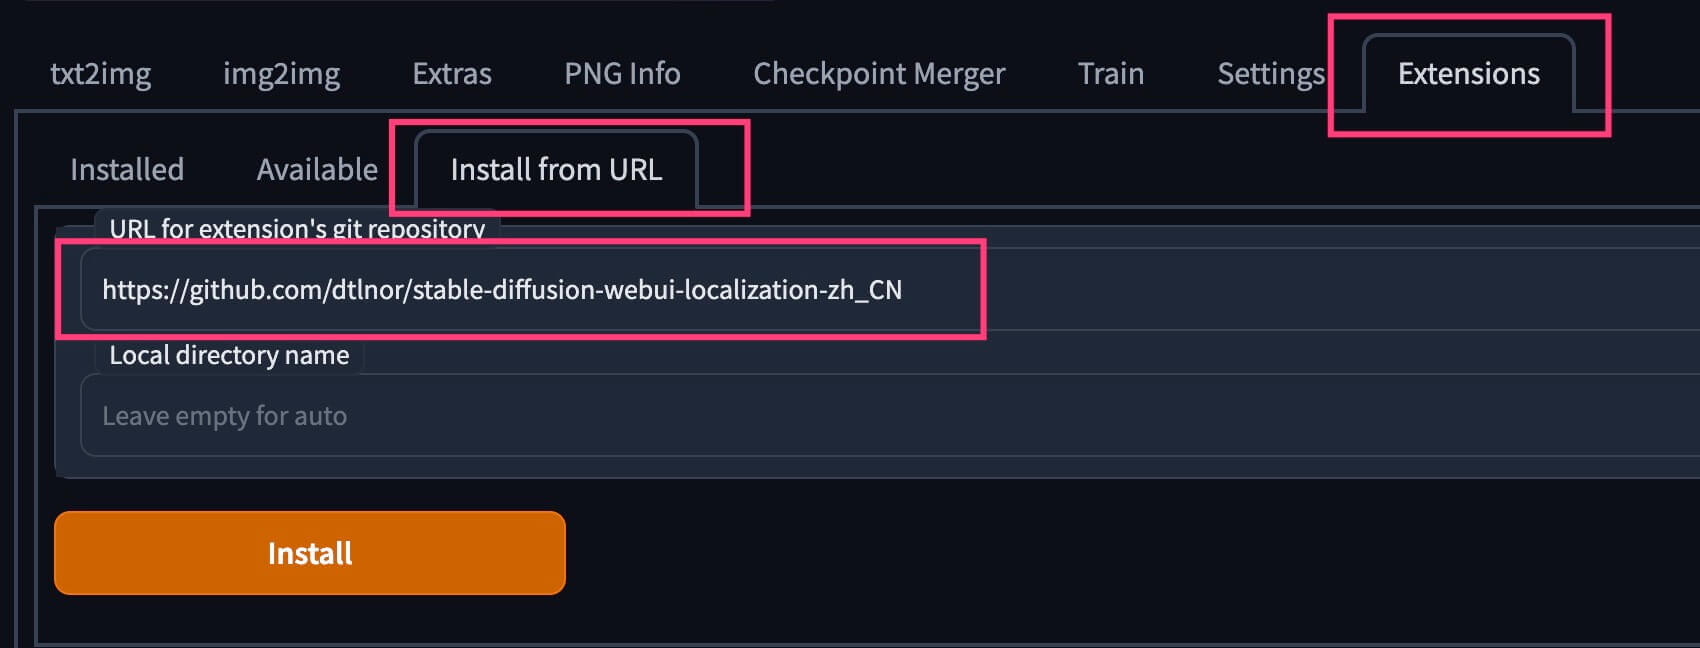 txt2img img2img Extras PNG Info Checkpoint Merger Train Settings Extensions
Installed Available Install from URL
URL for extension's git repository
https://github.com/dtlnor/stable-diffusion-webui-localization-zh_CN
Local directory name
Leave empty for auto
Install